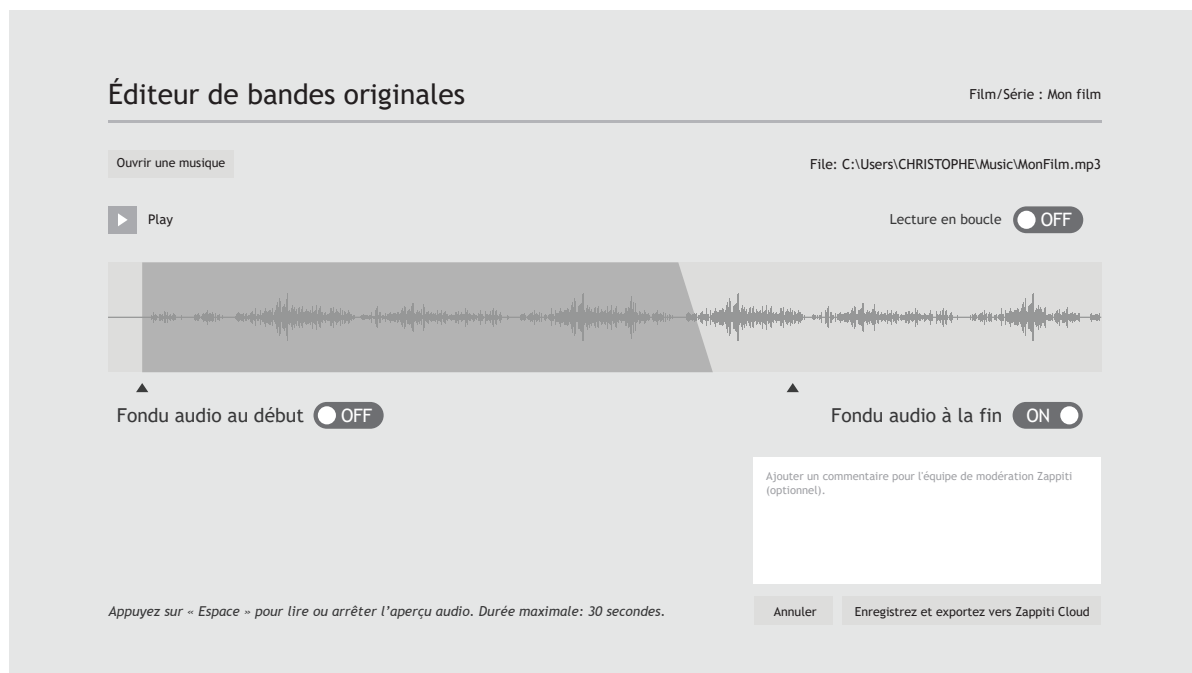 Éditeur de bandes originales
Film/Série : Mon film
Ouvrir une musique
File: C:\Users\CHRISTOPHE\Music\MonFilm.mp3
Play
Lecture en boucle
OFF
Fondu audio au début
OFF
Fondu audio à la fin
ON
Ajouter un commentaire pour l'équipe de modération Zappiti
(optionnel).
Appuyez sur « Espace » pour lire ou arrêter l’aperçu audio. Durée maximale: 30 secondes.
Annuler
Enregistrez et exportez vers Zappiti Cloud